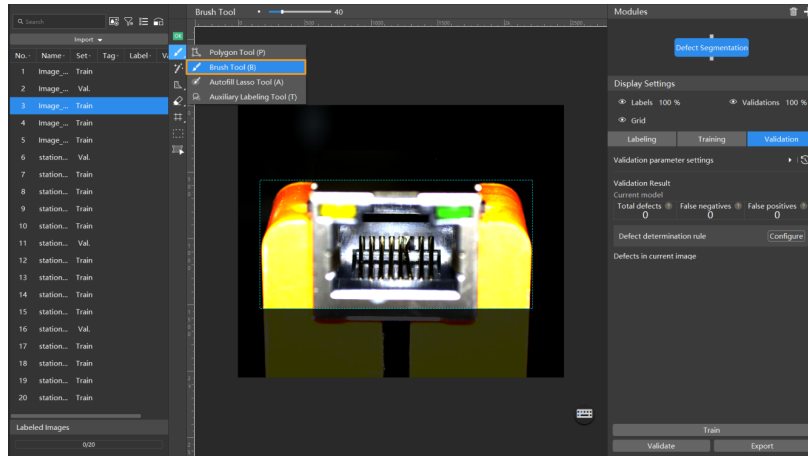 Brush Tool
40
Modules
Search
Import
No.
Name
Set
Tag
Label
1 Image_... Train
2 Image_... Val.
3 Image_... Train
4 Image_... Train
5 Image_... Train
6 station... Val.
7 station... Train
8 station... Train
9 station... Train
10 station... Train
11 station... Val.
12 station... Train
13 station... Train
14 station... Train
15 station... Train
16 station... Val.
17 station... Train
18 station... Train
19 station... Train
20 station... Train
Labeled Images
0/20
OK
Polygon Tool (P)
Brush Tool (B)
Autofill Lasso Tool (A)
Auxiliary Labeling Tool (T)
Defect Segmentation
Display Settings
Labels 100 %
Validations 100 %
Grid
Labeling
Training
Validation
Validation parameter settings
Validation Result
Current model
Total defects
False negatives
False positives
0
0
0
Defect determination rule
Configure
Defects in current image
Train
Validate
Export